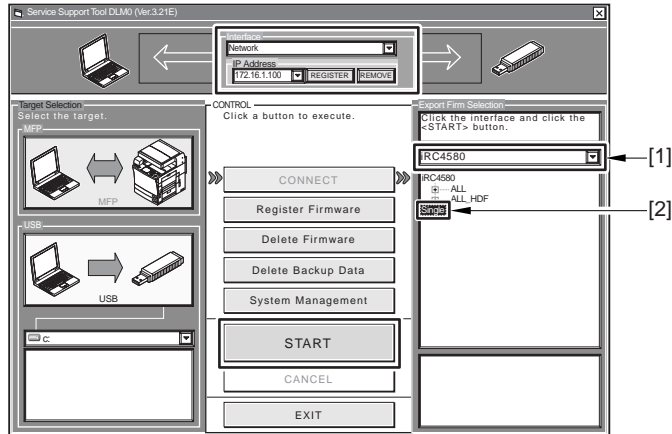 Service Support Tool DLM0 (Ver.3.21E)
Interface
Network
IP Address
172.16.1.100
REGISTER
REMOVE
Target Selection
Select the target.
MFP
MFP
USB
USB
c:
CONTROL
Click a button to execute.
CONNECT
Register Firmware
Delete Firmware
Delete Backup Data
System Management
START
CANCEL
EXIT
Export Firm Selection
Click the interface and click the
<START> button.
iRC4580
[1]
iRC4580
ALL
ALL_HDF
Single
[2]